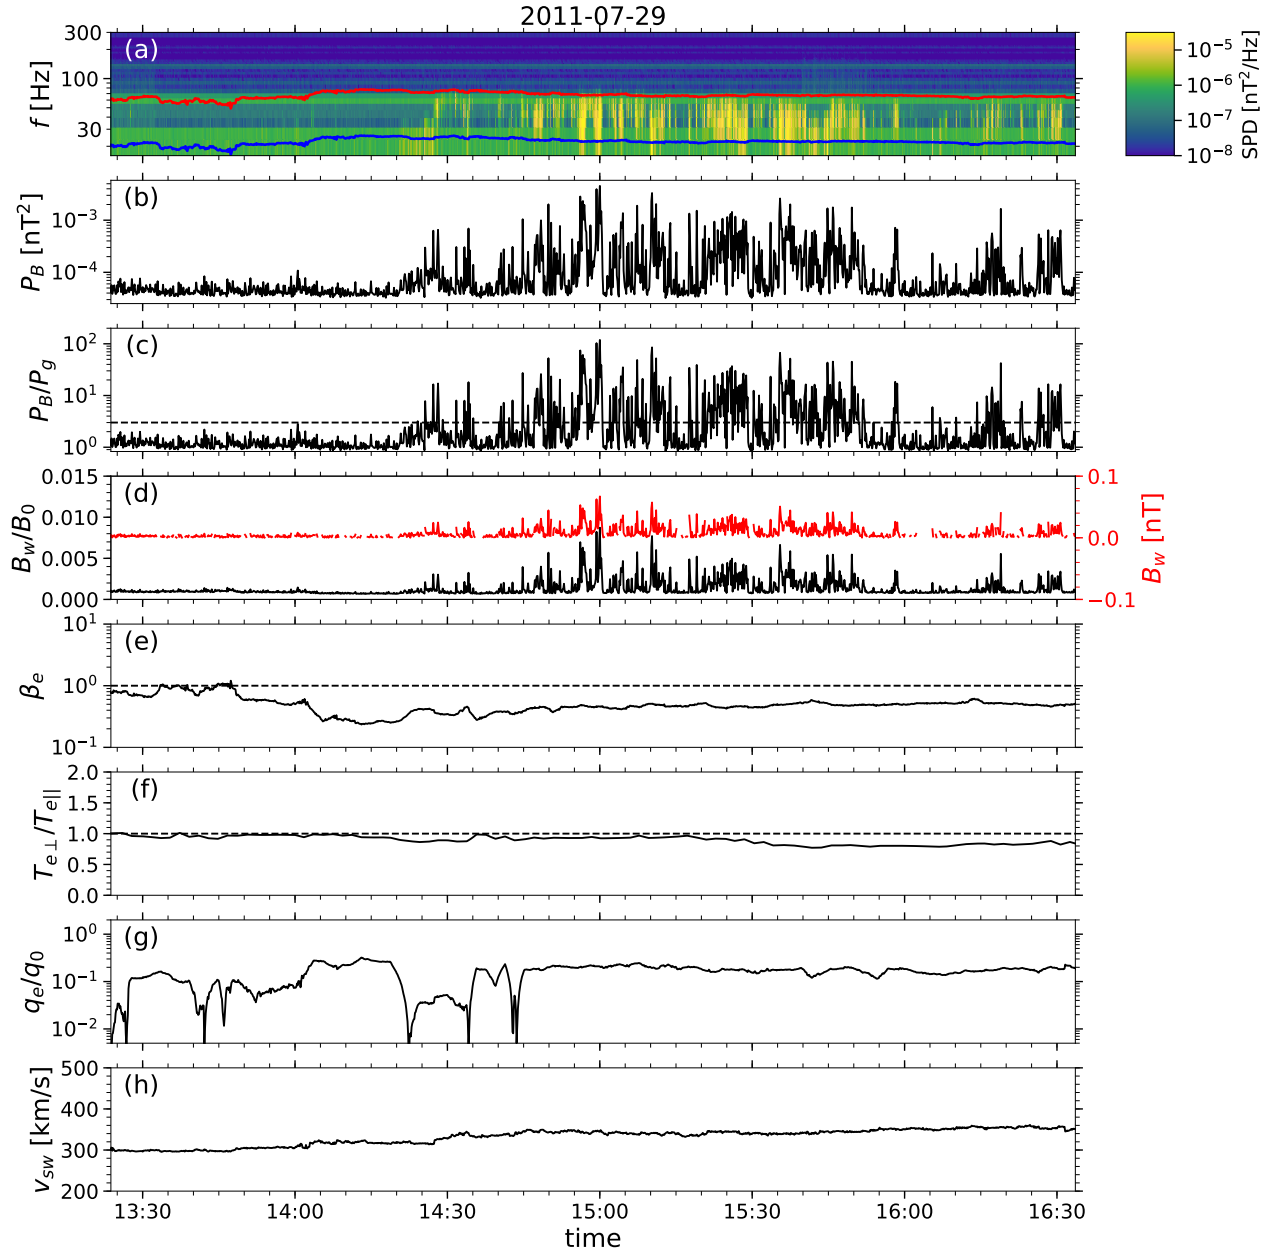 2011-07-29
(a)
300
100
30
f [Hz]
10⁻⁵
10⁻⁶
10⁻⁷
10⁻⁸
SPD [nT²/Hz]
(b)
10⁻³
10⁻⁴
P_B [nT²]
(c)
10²
10¹
10⁰
P_B/P_g
(d)
0.015
0.010
0.005
0.000
B_w/B_0
0.1
0.0
−0.1
B_w [nT]
(e)
10¹
10⁰
10⁻¹
β_e
(f)
2.0
1.5
1.0
0.5
0.0
T_e⊥/T_e||
(g)
10⁰
10⁻¹
10⁻²
q_e/q_0
(h)
500
400
300
200
v_sw [km/s]
13:30 14:00 14:30 15:00 15:30 16:00 16:30
time